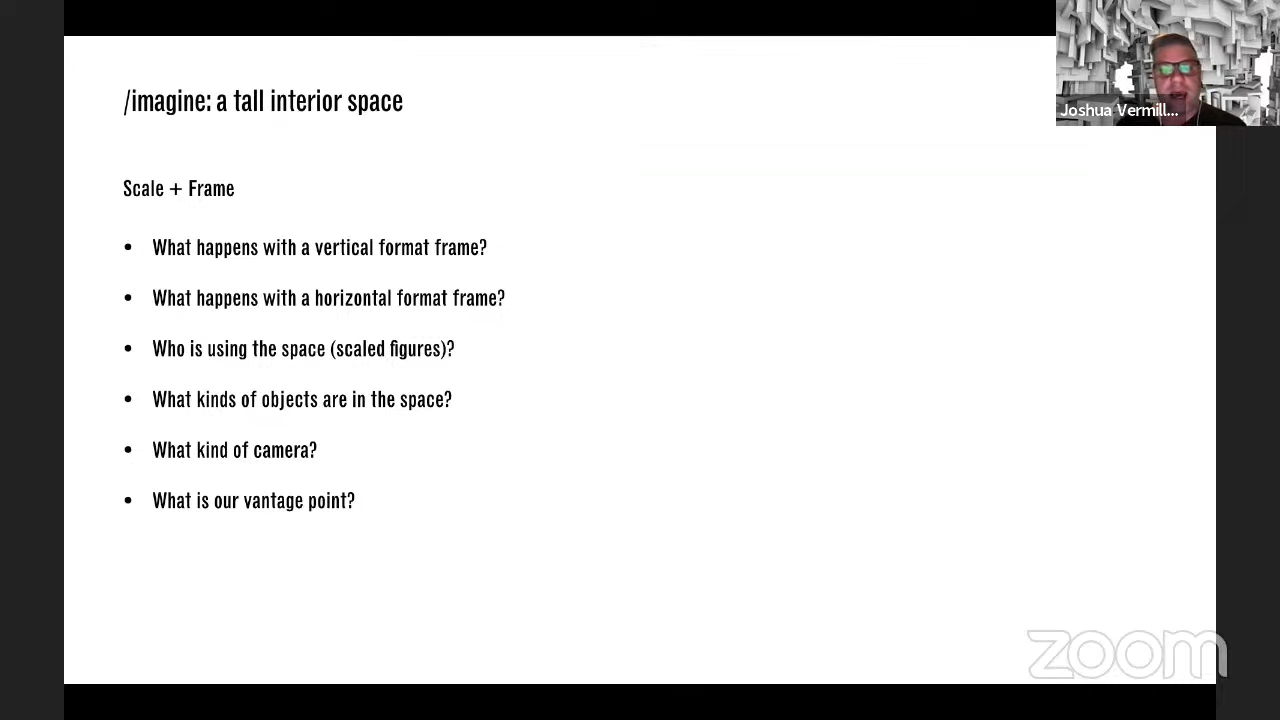 /imagine: a tall interior space
Joshua Vermill...
Scale + Frame
• What happens with a vertical format frame?
• What happens with a horizontal format frame?
• Who is using the space (scaled figures)?
• What kinds of objects are in the space?
• What kind of camera?
• What is our vantage point?
zoom